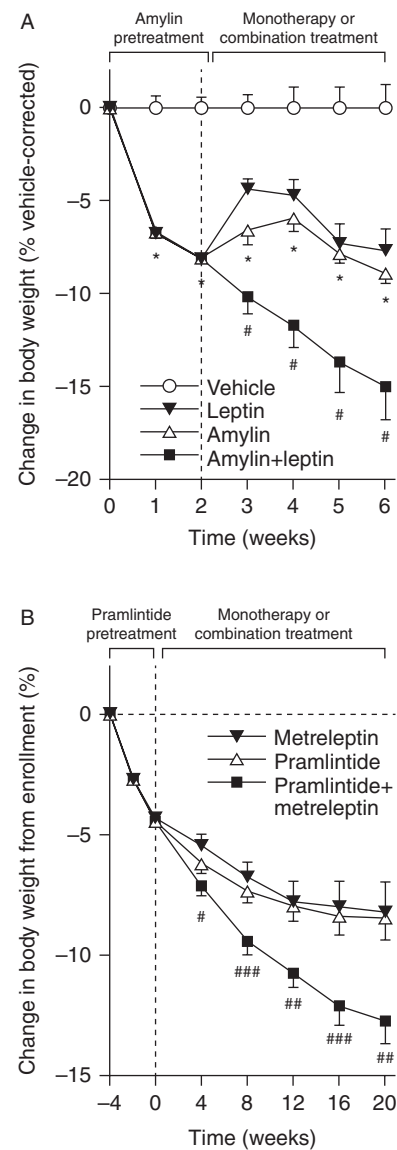 A
Amylin
pretreatment
Monotherapy or
combination treatment
Change in body weight (% vehicle-corrected)
0
–5
–10
–15
–20
*
*
*
*
*
*
#
#
#
#
Vehicle
Leptin
Amylin
Amylin+leptin
0 1 2 3 4 5 6
Time (weeks)
B
Pramlintide
pretreatment
Monotherapy or
combination treatment
Change in body weight from enrollment (%)
0
–5
–10
–15
Metreleptin
Pramlintide
Pramlintide+
metreleptin
#
###
##
###
##
–4 0 4 8 12 16 20
Time (weeks)